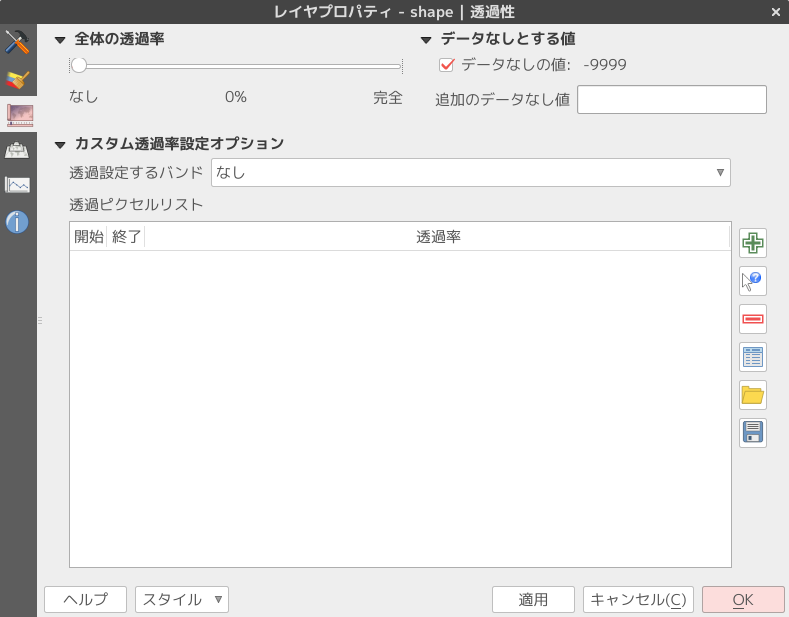 レイヤプロパティ - shape | 透過性
全体の透過率
なし 0% 完全
データなしとする値
データなしの値: -9999
追加のデータなし値
カスタム透過率設定オプション
透過設定するバンド なし
透過ピクセルリスト
開始 終了 透過率
ヘルプ スタイル 適用 キャンセル(C) OK